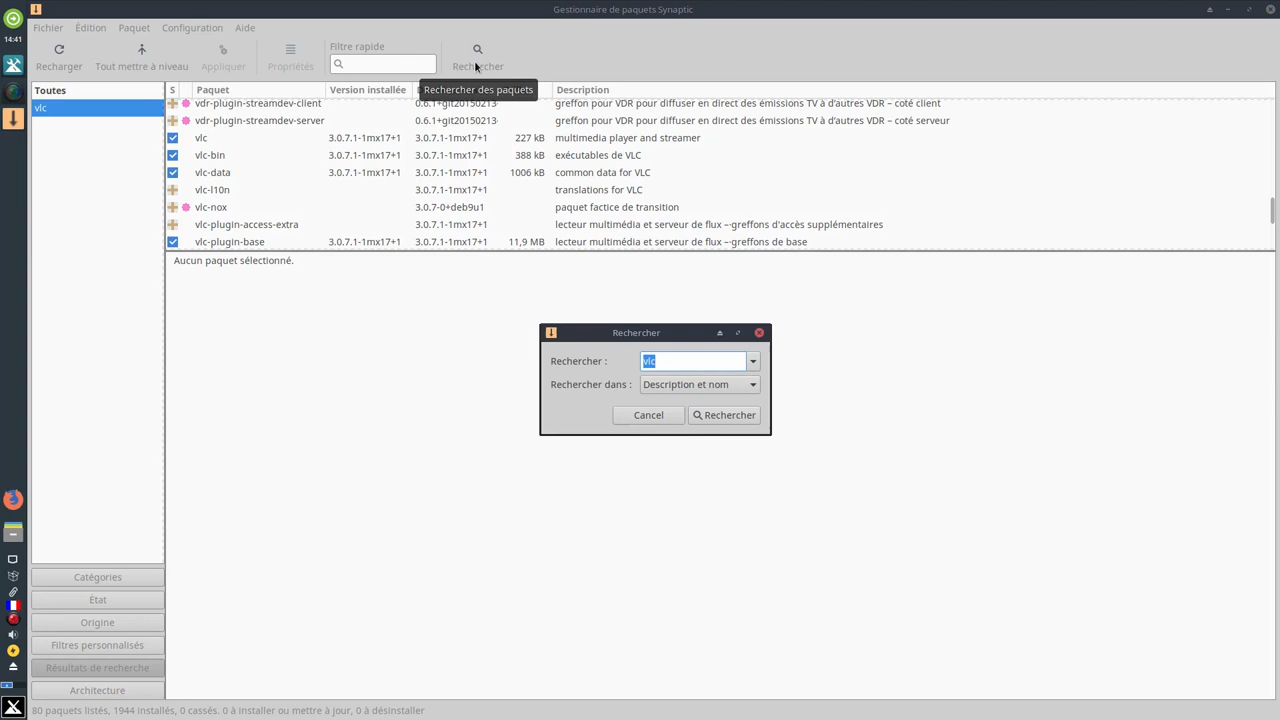 Gestionnaire de paquets Synaptic
14:41
Fichier Édition Paquet Configuration Aide
Recharger Tout mettre à niveau Appliquer Propriétés Filtre rapide Rechercher
Rechercher des paquets
Toutes
vlc
S Paquet Version installée Description
vdr-plugin-streamdev-client 0.6.1+git20150213- greffon pour VDR pour diffuser en direct des émissions TV à d'autres VDR – coté client
vdr-plugin-streamdev-server 0.6.1+git20150213- greffon pour VDR pour diffuser en direct des émissions TV à d'autres VDR – coté serveur
vlc 3.0.7.1-1mx17+1 3.0.7.1-1mx17+1 227 kB multimedia player and streamer
vlc-bin 3.0.7.1-1mx17+1 3.0.7.1-1mx17+1 388 kB exécutables de VLC
vlc-data 3.0.7.1-1mx17+1 3.0.7.1-1mx17+1 1006 kB common data for VLC
vlc-l10n 3.0.7.1-1mx17+1 translations for VLC
vlc-nox 3.0.7-0+deb9u1 paquet factice de transition
vlc-plugin-access-extra 3.0.7.1-1mx17+1 lecteur multimédia et serveur de flux –-greffons d'accès supplémentaires
vlc-plugin-base 3.0.7.1-1mx17+1 3.0.7.1-1mx17+1 11,9 MB lecteur multimédia et serveur de flux –-greffons de base
Aucun paquet sélectionné.
Rechercher
Rechercher : vlc
Rechercher dans : Description et nom
Cancel Rechercher
Catégories
État
Origine
Filtres personnalisés
Résultats de recherche
Architecture
80 paquets listés, 1944 installés, 0 cassés. 0 à installer ou mettre à jour, 0 à désinstaller